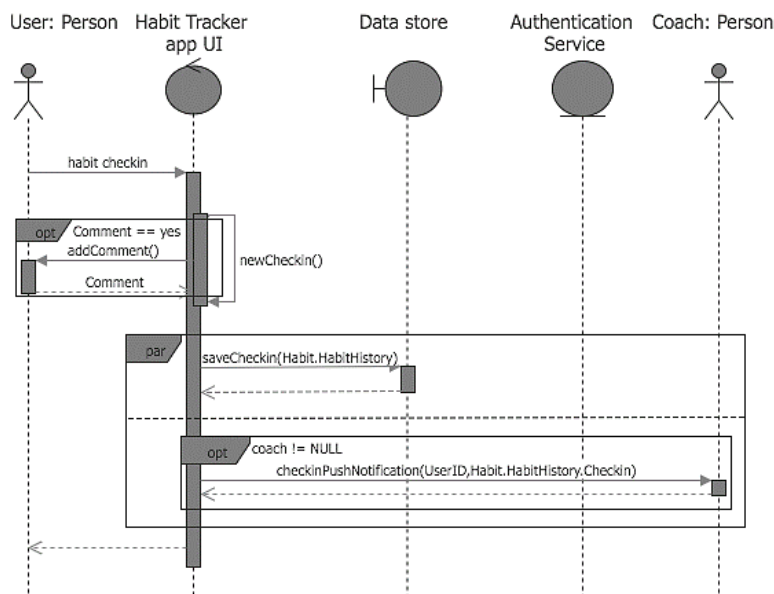 User: Person
Habit Tracker
app UI
Data store
Authentication
Service
Coach: Person
habit checkin
opt
Comment == yes
addComment()
newCheckin()
Comment
par
saveCheckin(Habit.HabitHistory)
opt
coach != NULL
checkinPushNotification(UserID,Habit.HabitHistory.Checkin)